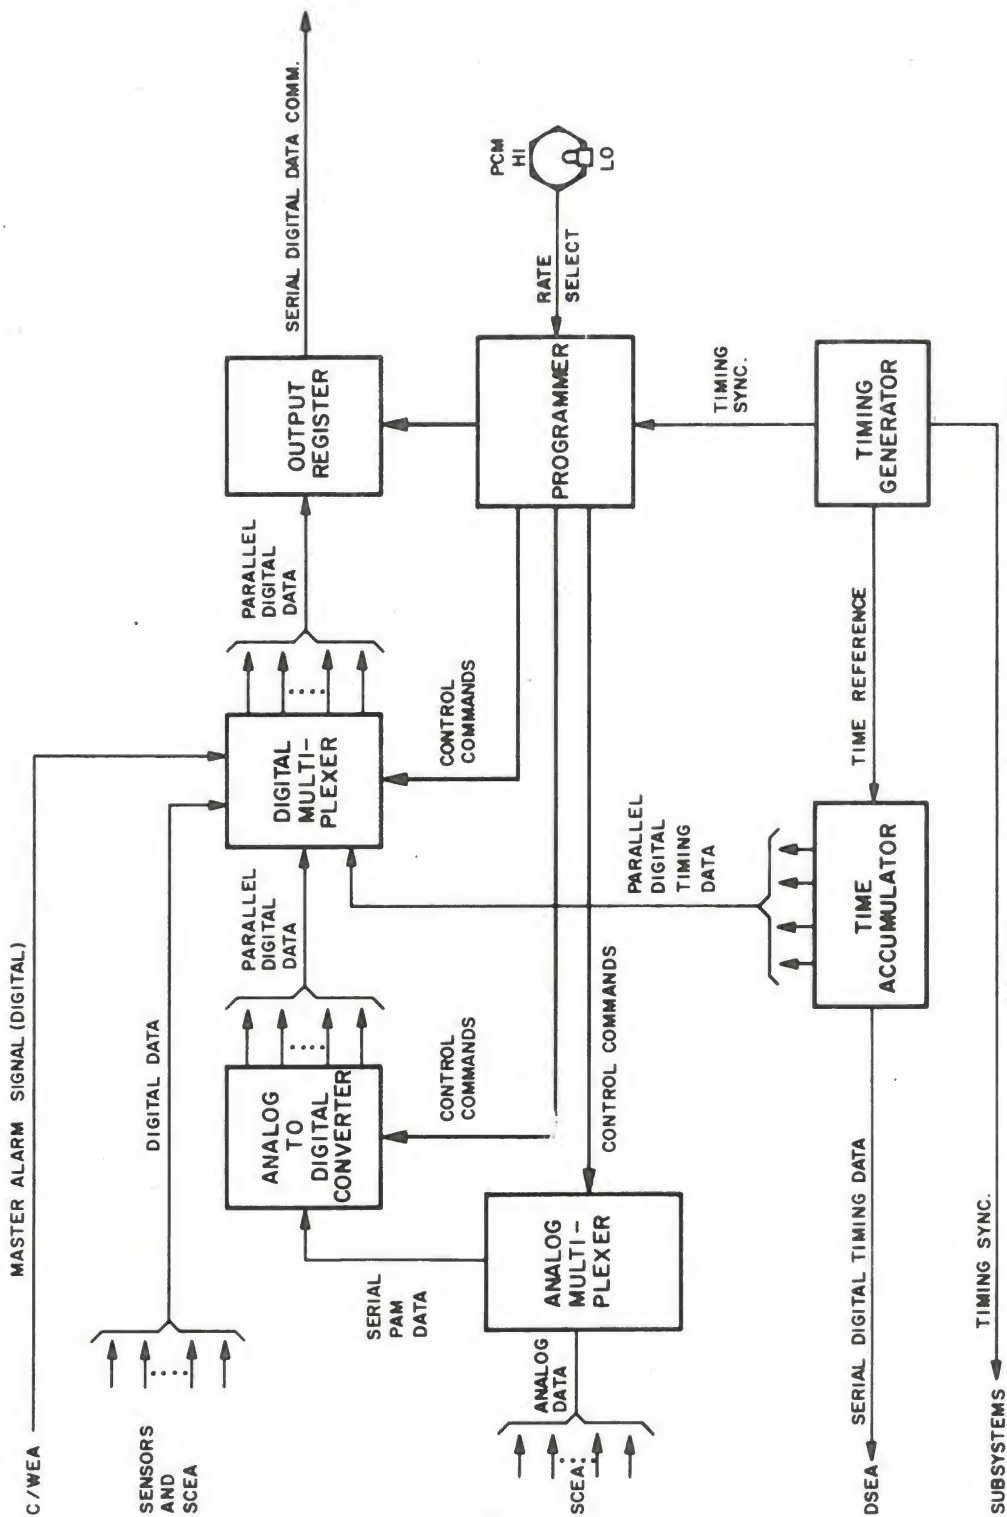 C/WEA
MASTER ALARM SIGNAL (DIGITAL)
SENSORS
AND
SCEA
DIGITAL DATA
ANALOG
TO
DIGITAL
CONVERTER
PARALLEL
DIGITAL
DATA
DIGITAL
MULTI-
PLEXER
PARALLEL
DIGITAL
DATA
OUTPUT
REGISTER
SERIAL DIGITAL DATA COMM.
SERIAL
PAM
DATA
CONTROL
COMMANDS
CONTROL
COMMANDS
SCEA
ANALOG
DATA
ANALOG
MULTI-
PLEXER
CONTROL COMMANDS
PROGRAMMER
RATE
SELECT
PCM
HI
LO
PARALLEL
DIGITAL
TIMING
DATA
TIMING
SYNC.
DSEA
SERIAL DIGITAL TIMING DATA
TIME
ACCUMULATOR
TIME REFERENCE
TIMING
GENERATOR
SUBSYSTEMS
TIMING SYNC.